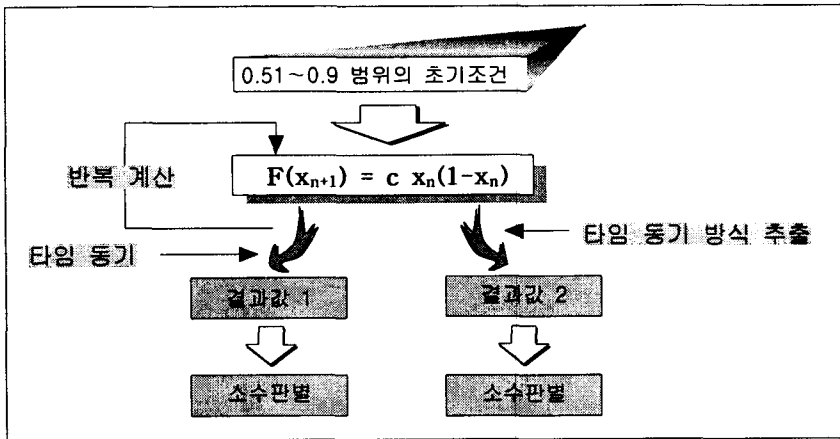 0.51~0.9 범위의 초기조건
반복 계산
F(xₙ₊₁) = c xₙ(1-xₙ)
타임 동기
타임 동기 방식 추출
결과값 1
결과값 2
소수판별
소수판별